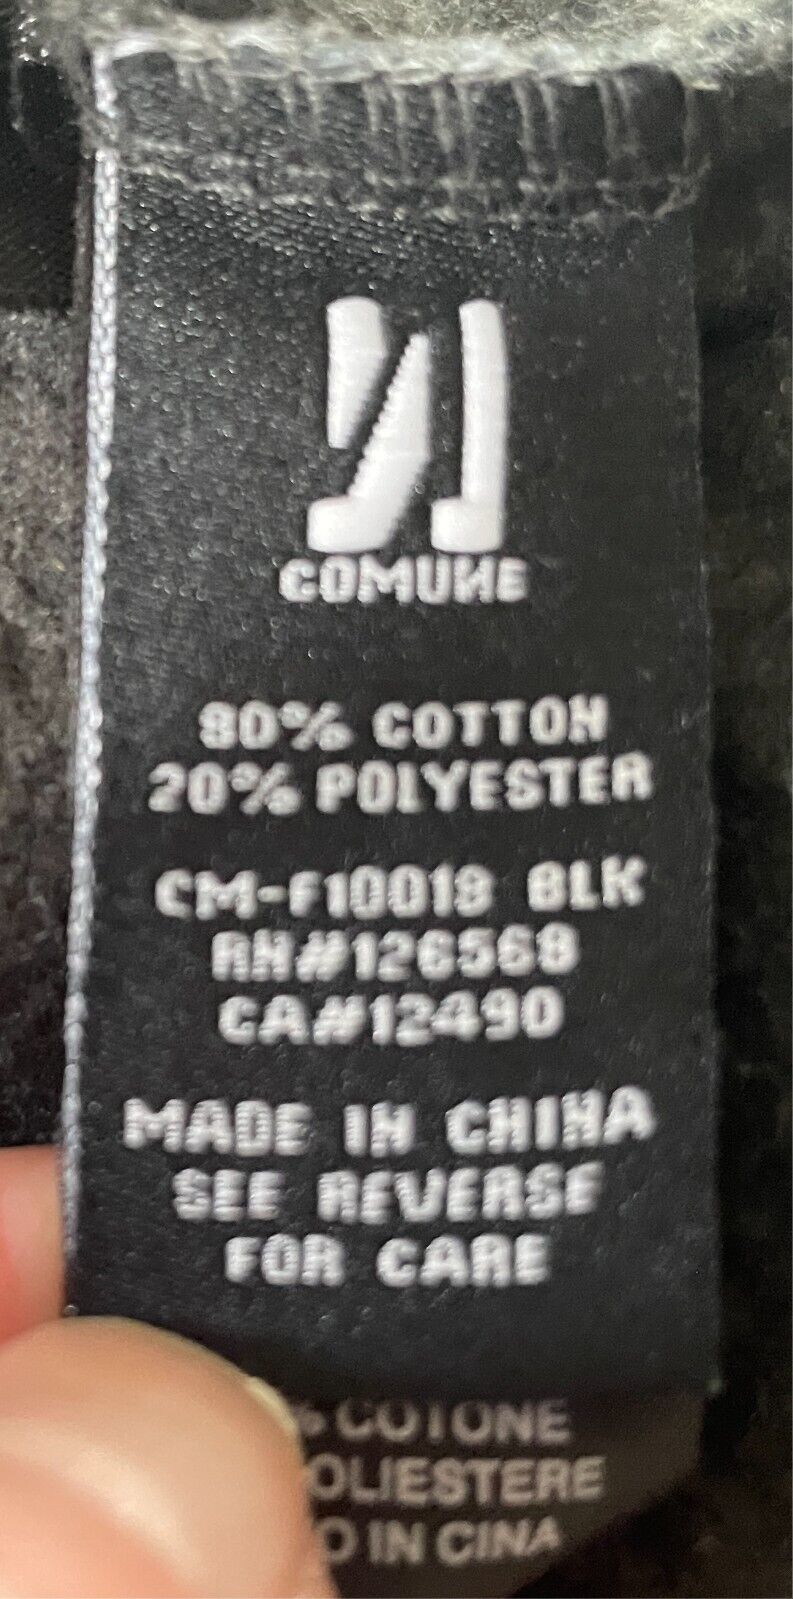 COMUNE
80% COTTON
20% POLYESTER
CM-F10018 BLK
RN#126568
CA#12490
MADE IN CHINA
SEE REVERSE
FOR CARE
% COTONE
OLIESTERE
O IN CINA